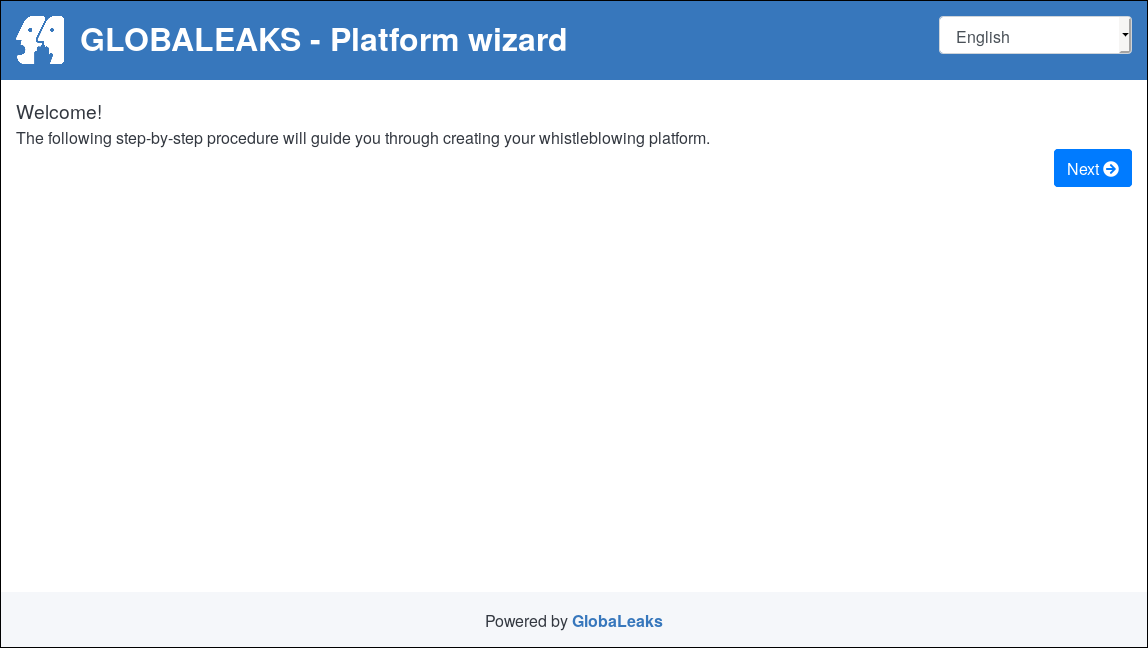 GLOBALEAKS - Platform wizard
English
Welcome!
The following step-by-step procedure will guide you through creating your whistleblowing platform.
Next
Powered by GlobaLeaks